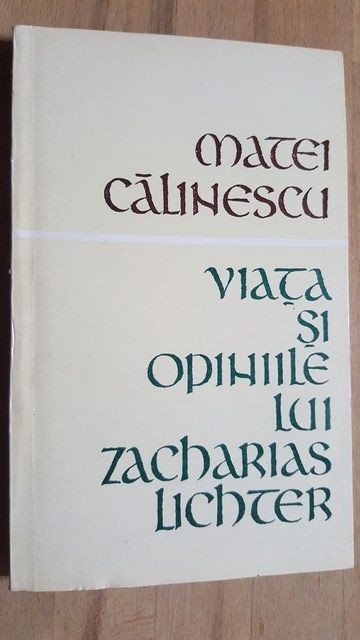 MATEI
CĂLINESCU
VIAȚA
ȘI
OPINIILE
LUI
ZACHARIAS
LICHTER